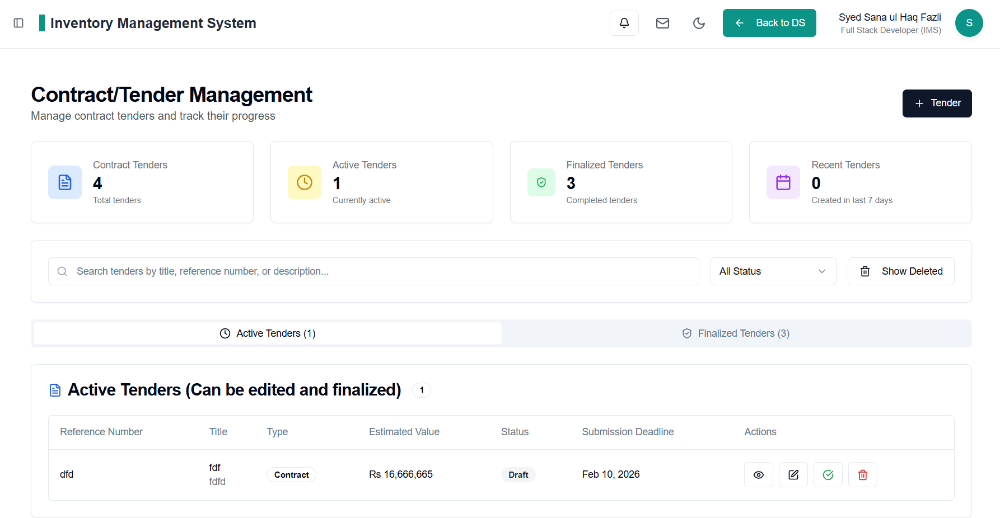 Inventory Management System
Back to DS
Syed Sana ul Haq Fazli
Full Stack Developer (IMS)
S
Contract/Tender Management
Manage contract tenders and track their progress
Tender
Contract Tenders
4
Total tenders
Active Tenders
1
Currently active
Finalized Tenders
3
Completed tenders
Recent Tenders
0
Created in last 7 days
Search tenders by title, reference number, or description...
All Status
Show Deleted
Active Tenders (1)
Finalized Tenders (3)
Active Tenders (Can be edited and finalized) 1
Reference Number Title Type Estimated Value Status Submission Deadline Actions
dfd fdf Contract Rs 16,666,665 Draft Feb 10, 2026
fdfd